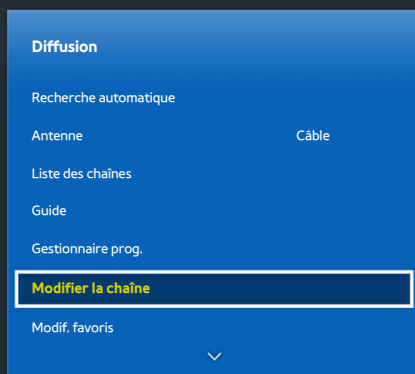 Diffusion
Recherche automatique
Antenne Câble
Liste des chaînes
Guide
Gestionnaire prog.
Modifier la chaîne
Modif. favoris